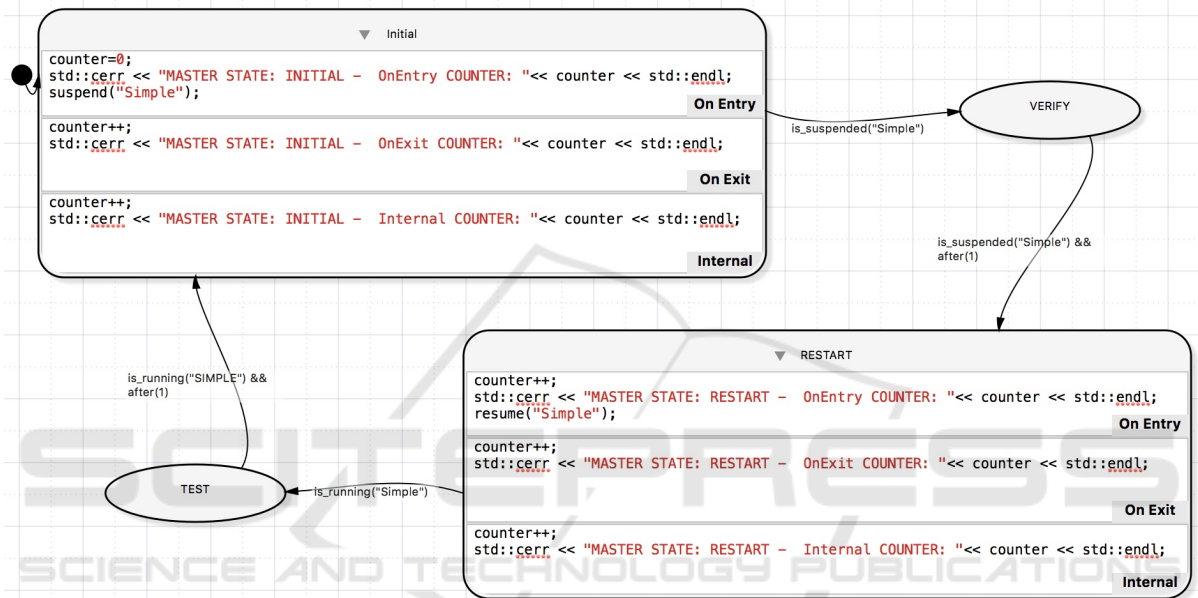 Initial
counter=0;
std::cerr << "MASTER STATE: INITIAL –  OnEntry COUNTER: "<< counter << std::endl;
suspend("Simple");
On Entry
counter++;
std::cerr << "MASTER STATE: INITIAL –  OnExit COUNTER: "<< counter << std::endl;
On Exit
counter++;
std::cerr << "MASTER STATE: INITIAL –  Internal COUNTER: "<< counter << std::endl;
Internal
is_suspended("Simple")
VERIFY
is_suspended("Simple") &&
after(1)
RESTART
counter++;
std::cerr << "MASTER STATE: RESTART –  OnEntry COUNTER: "<< counter << std::endl;
resume("Simple");
On Entry
counter++;
std::cerr << "MASTER STATE: RESTART –  OnExit COUNTER: "<< counter << std::endl;
On Exit
counter++;
std::cerr << "MASTER STATE: RESTART –  Internal COUNTER: "<< counter << std::endl;
Internal
is_running("Simple")
TEST
is_running("SIMPLE") &&
after(1)
SCITEPRESS
SCIENCE AND TECHNOLOGY PUBLICATIONS